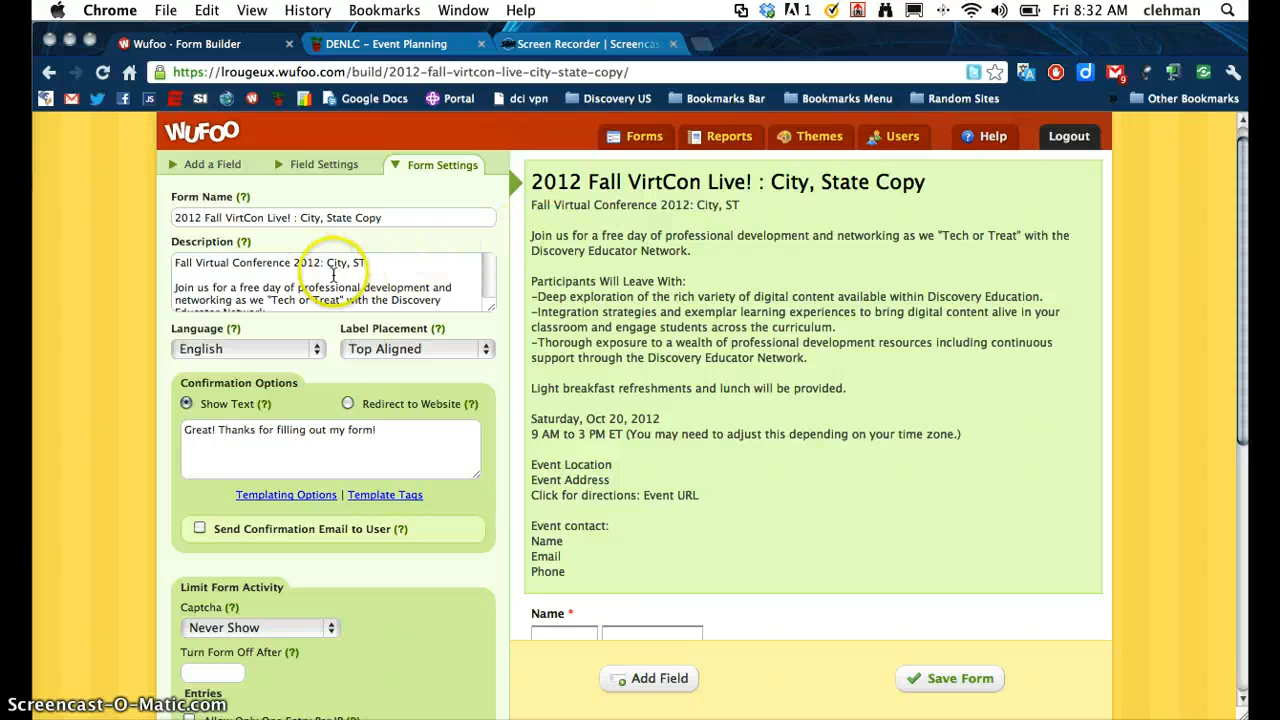 Chrome File Edit View History Bookmarks Window Help 1 Fri 8:32 AM clehman
Wufoo · Form Builder DENLC - Event Planning Screen Recorder | Screencas
https://lrougeux.wufoo.com/build/2012-fall-virtcon-live-city-state-copy/
Google Docs Portal dci vpn Discovery US Bookmarks Bar Bookmarks Menu Random Sites Other Bookmarks
WUFOO Forms Reports Themes Users Help Logout
Add a Field Field Settings Form Settings
Form Name (?)
2012 Fall VirtCon Live! : City, State Copy
Description (?)
Fall Virtual Conference 2012: City, ST
Join us for a free day of professional development and
networking as we "Tech or Treat" with the Discovery
Educator Network.
Language (?) Label Placement (?)
English Top Aligned
Confirmation Options
Show Text (?) Redirect to Website (?)
Great! Thanks for filling out my form!
Templating Options | Template Tags
Send Confirmation Email to User (?)
Limit Form Activity
Captcha (?)
Never Show
Turn Form Off After (?)
Entries
Allow Only One Entry Per IP (?)
2012 Fall VirtCon Live! : City, State Copy
Fall Virtual Conference 2012: City, ST
Join us for a free day of professional development and networking as we "Tech or Treat" with the
Discovery Educator Network.
Participants Will Leave With:
-Deep exploration of the rich variety of digital content available within Discovery Education.
-Integration strategies and exemplar learning experiences to bring digital content alive in your
classroom and engage students across the curriculum.
-Thorough exposure to a wealth of professional development resources including continuous
support through the Discovery Educator Network.
Light breakfast refreshments and lunch will be provided.
Saturday, Oct 20, 2012
9 AM to 3 PM ET (You may need to adjust this depending on your time zone.)
Event Location
Event Address
Click for directions: Event URL
Event contact:
Name
Email
Phone
Name *
Add Field Save Form
Screencast-O-Matic.com